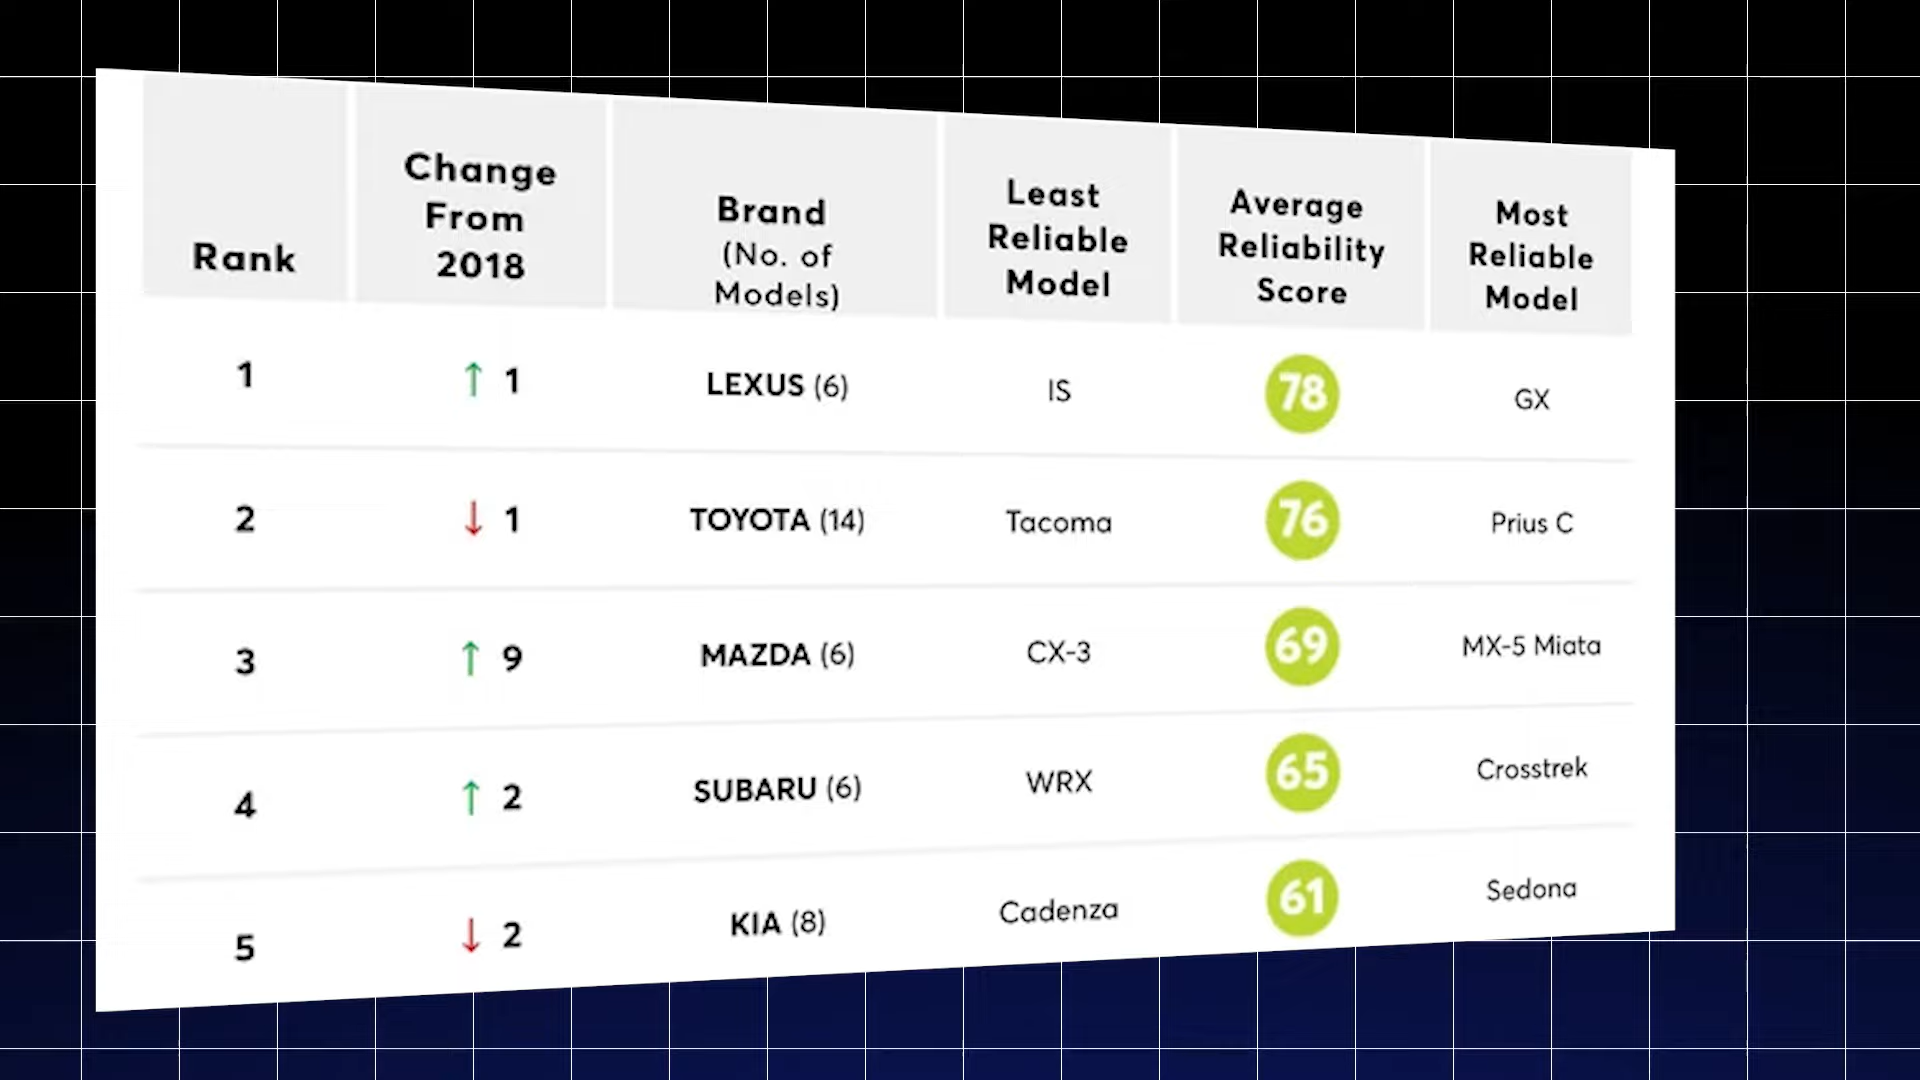 Rank
Change
From
2018
Brand
(No. of
Models)
Least
Reliable
Model
Average
Reliability
Score
Most
Reliable
Model
1 ↑ 1 LEXUS (6) IS 78 GX
2 ↓ 1 TOYOTA (14) Tacoma 76 Prius C
3 ↑ 9 MAZDA (6) CX-3 69 MX-5 Miata
4 ↑ 2 SUBARU (6) WRX 65 Crosstrek
5 ↓ 2 KIA (8) Cadenza 61 Sedona